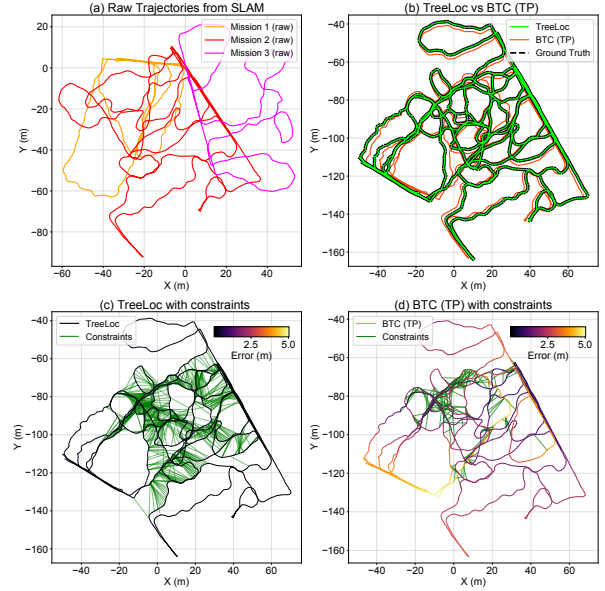 (a) Raw Trajectories from SLAM
Mission 1 (raw)
Mission 2 (raw)
Mission 3 (raw)
20
0
−20
−40
−60
−80
Y (m)
−60 −40 −20 0 20 40 60
X (m)
(b) TreeLoc vs BTC (TP)
TreeLoc
BTC (TP)
Ground Truth
−40
−60
−80
−100
−120
−140
−160
Y (m)
−40 −20 0 20 40 60
X (m)
(c) TreeLoc with constraints
TreeLoc
Constraints
2.5 5.0
Error (m)
−40
−60
−80
−100
−120
−140
−160
Y (m)
−40 −20 0 20 40 60
X (m)
(d) BTC (TP) with constraints
BTC (TP)
Constraints
2.5 5.0
Error (m)
−40
−60
−80
−100
−120
−140
−160
Y (m)
−40 −20 0 20 40 60
X (m)